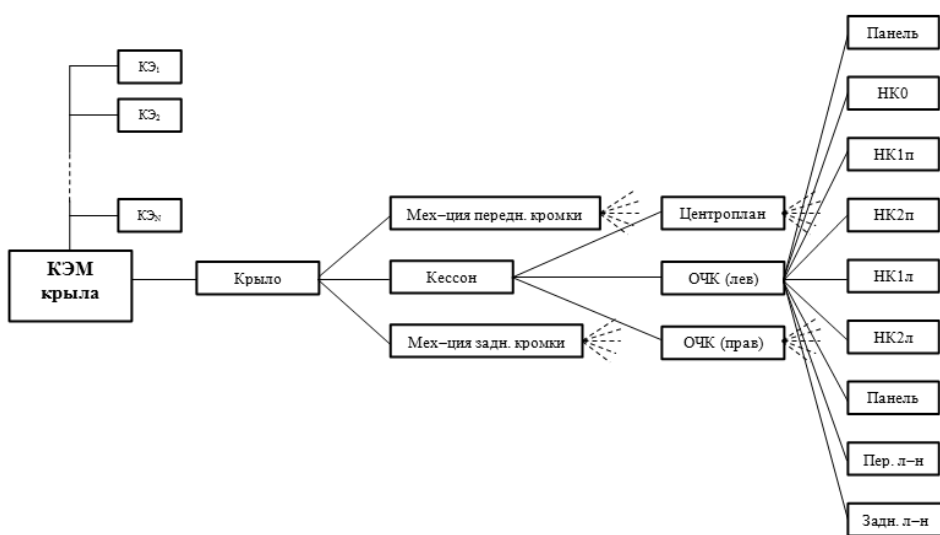 КЭ₁
КЭ₂
КЭN
КЭМ
крыла
Крыло
Мех–ция передн. кромки
Кессон
Мех–ция задн. кромки
Центроплан
ОЧК (лев)
ОЧК (прав)
Панель
НК0
НК1п
НК2п
НК1л
НК2л
Панель
Пер. л–н
Задн. л–н